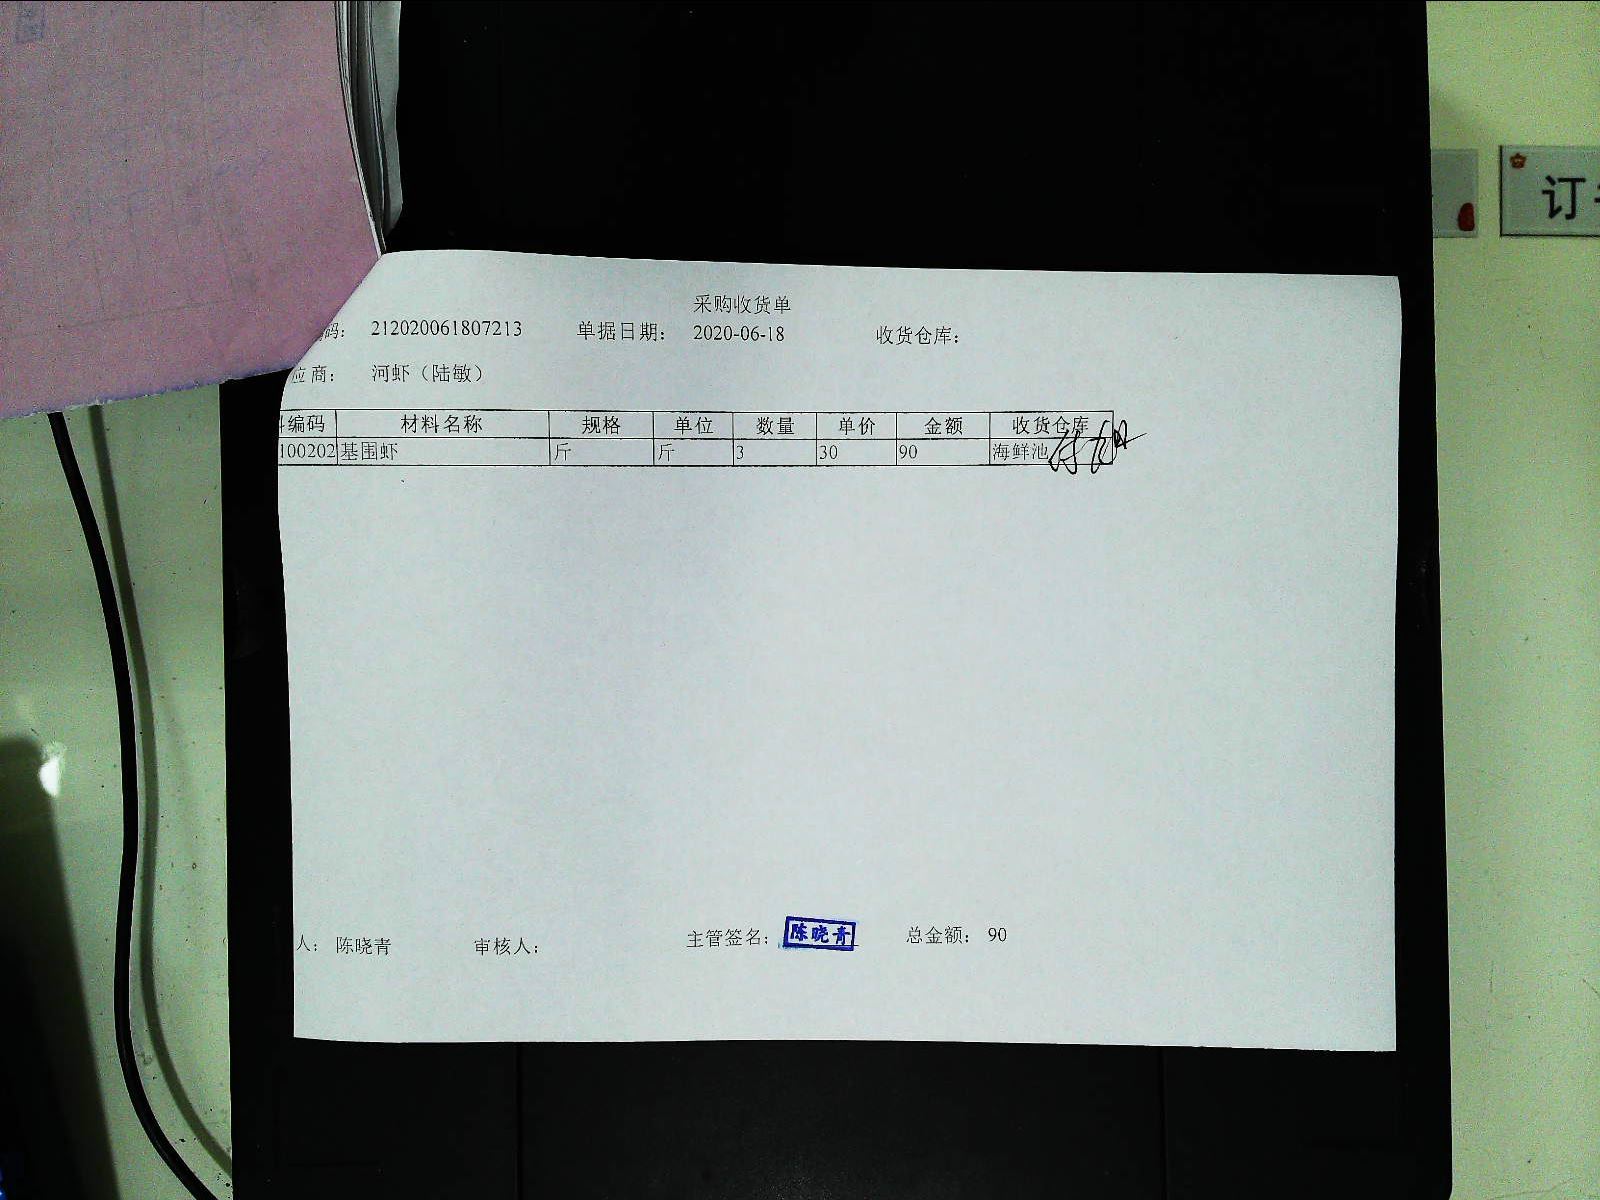 采购收货单
码： 212020061807213 单据日期： 2020-06-18 收货仓库：
应商： 河虾（陆敏）
编码 材料名称 规格 单位 数量 单价 金额 收货仓库
100202 基围虾 斤 斤 3 30 90 海鲜池
人： 陈晓青 审核人： 主管签名： 陈晓青 总金额： 90
订